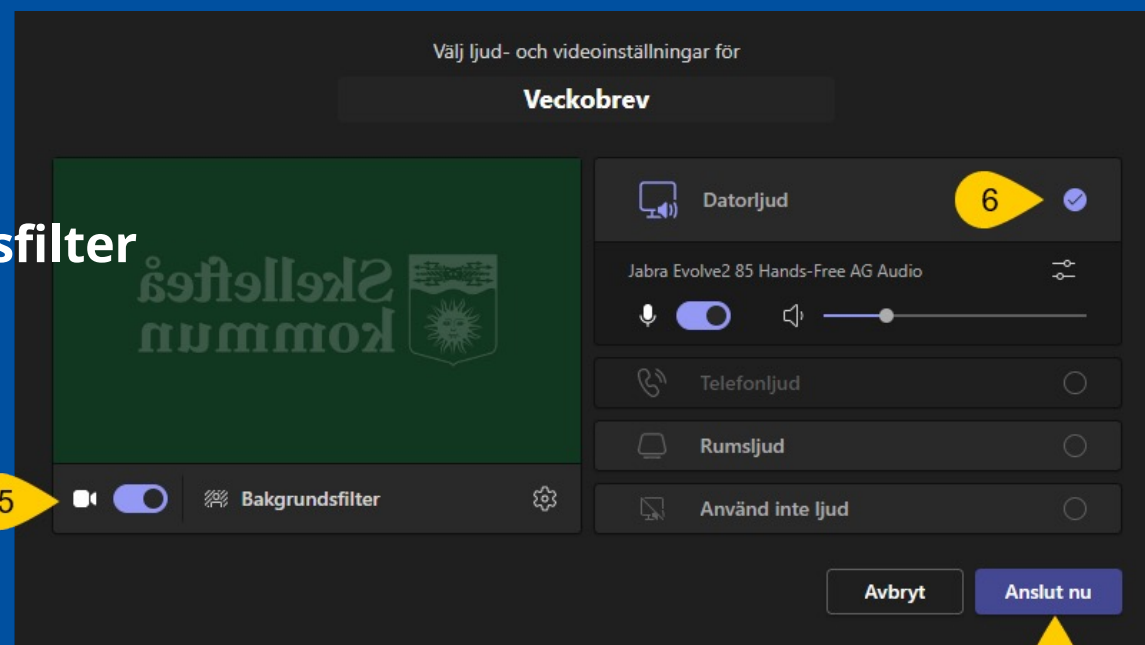 Välj ljud- och videoinställningar för
Veckobrev
sfilter
Skellefteå
kommun
5
Bakgrundsfilter
Datorljud
6
Jabra Evolve2 85 Hands-Free AG Audio
Telefonljud
Rumsljud
Använd inte ljud
Avbryt
Anslut nu